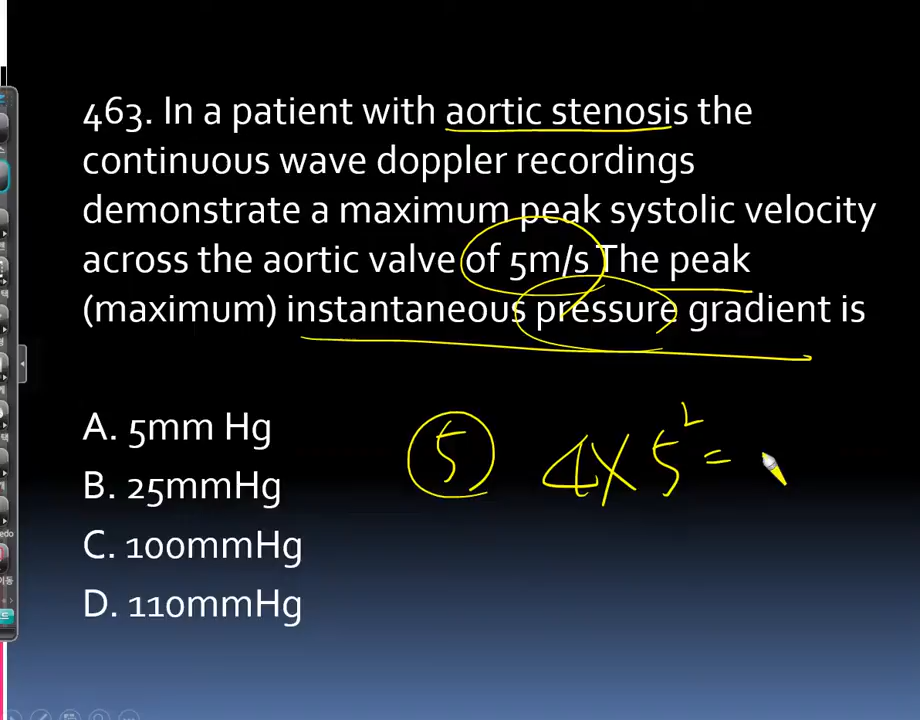 463. In a patient with aortic stenosis the
continuous wave doppler recordings
demonstrate a maximum peak systolic velocity
across the aortic valve of 5m/s The peak
(maximum) instantaneous pressure gradient is
A. 5mm Hg
B. 25mmHg
C. 100mmHg
D. 110mmHg
5 4x5² =